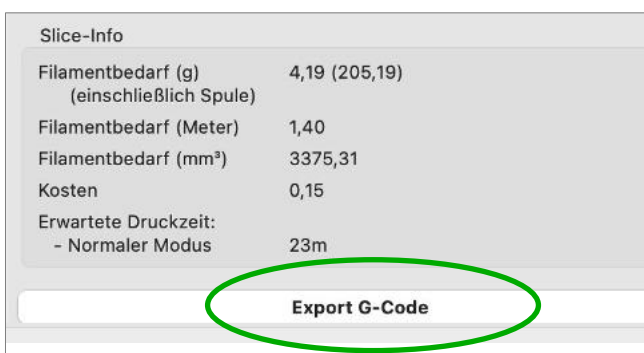 Slice-Info
Filamentbedarf (g) 4,19 (205,19)
(einschließlich Spule)
Filamentbedarf (Meter) 1,40
Filamentbedarf (mm³) 3375,31
Kosten 0,15
Erwartete Druckzeit:
- Normaler Modus 23m
Export G-Code